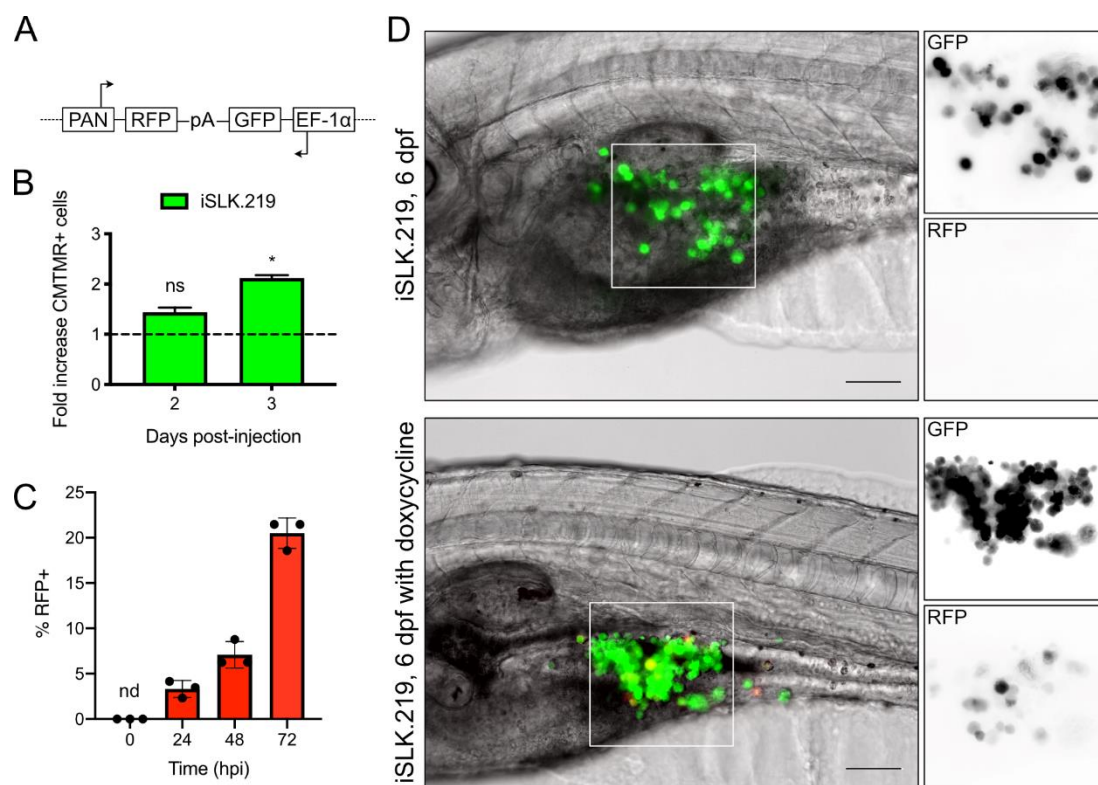 A
PAN RFP pA GFP EF-1α
B
iSLK.219
Fold increase CMTMR+ cells
3
2
1
0
ns
*
2 3
Days post-injection
C
% RFP+
25
20
15
10
5
0
nd
0 24 48 72
Time (hpi)
D
iSLK.219, 6 dpf
GFP
RFP
iSLK.219, 6 dpf with doxycycline
GFP
RFP